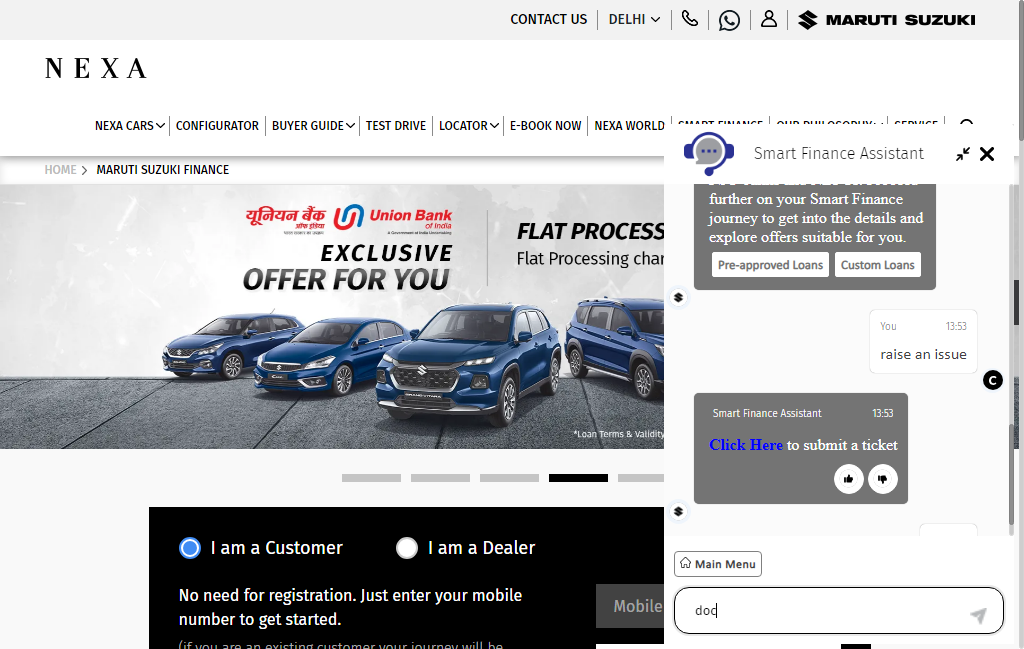 CONTACT US
DELHI
MARUTI SUZUKI
NEXA
NEXA CARS
CONFIGURATOR
BUYER GUIDE
TEST DRIVE
LOCATOR
E-BOOK NOW
NEXA WORLD
SMART FINANCE
OUR PHILOSOPHY
SERVICE
HOME
MARUTI SUZUKI FINANCE
यूनियन बैंक
ऑफ इंडिया
Union Bank
of India
EXCLUSIVE
OFFER FOR YOU
FLAT PROCESS
Flat Processing char
*Loan Terms & Validity
I am a Customer
I am a Dealer
No need for registration. Just enter your mobile
number to get started.
(if you are an existing customer your journey will be
Mobile
Smart Finance Assistant
further on your Smart Finance
journey to get into the details and
explore offers suitable for you.
Pre-approved Loans
Custom Loans
You 13:53
raise an issue
C
Smart Finance Assistant 13:53
Click Here to submit a ticket
Main Menu
doc